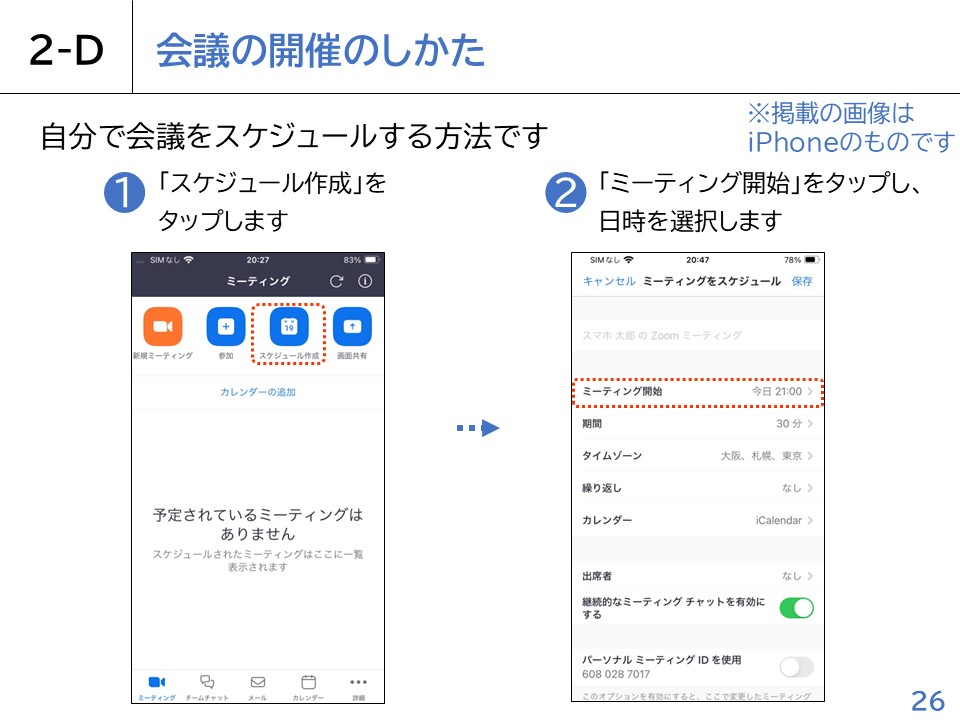 2-D
会議の開催のしかた
自分で会議をスケジュールする方法です
※掲載の画像は
iPhoneのものです
1
「スケジュール作成」を
タップします
2
「ミーティング開始」をタップし、
日時を選択します
... SIMなし 20:27 83%
ミーティング
新規ミーティング 参加 19 スケジュール作成 画面共有
カレンダーの追加
予定されているミーティングは
ありません
スケジュールされたミーティングはここに一覧
表示されます
ミーティング チームチャット メール カレンダー 詳細
SIMなし 20:47 78%
キャンセル ミーティングをスケジュール 保存
スマホ 太郎 の Zoom ミーティング
ミーティング開始 今日 21:00
期間 30 分
タイムゾーン 大阪、札幌、東京
繰り返し なし
カレンダー iCalendar
出席者 なし
継続的なミーティング チャットを有効に
する
パーソナル ミーティング ID を使用
608 028 7017
このオプションを有効にすると、ここで変更したミーティング
26